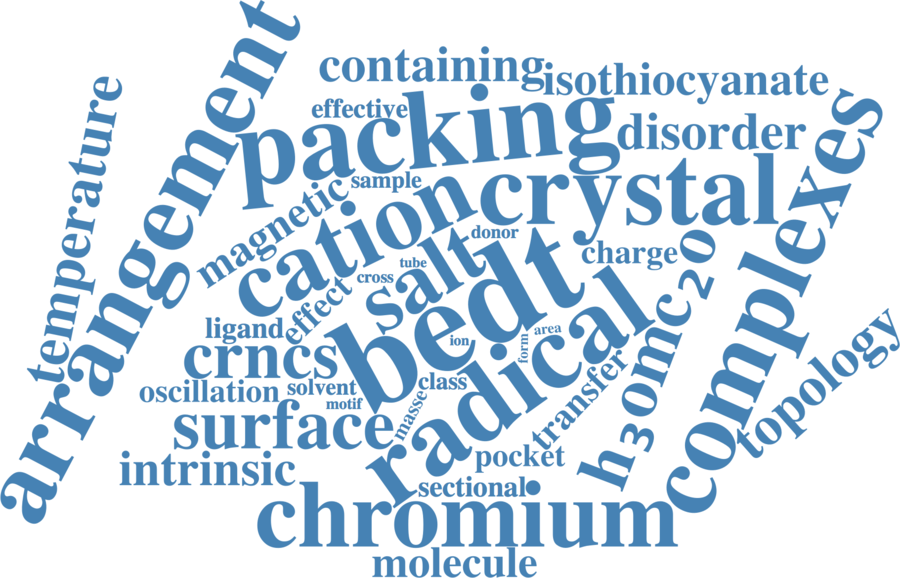 arrangement
temperature
containing
isothiocyanate
effective
packing
disorder
complexes
sample
crystal
magnetic
cation
donor
salt
charge
tube
cross
effect
bedt
h3omc2o
ligand
ion
area
form
radical
topology
crncs
oscillation
solvent
class
motif
masse
transfer
surface
pocket
intrinsic
sectional
chromium
molecule